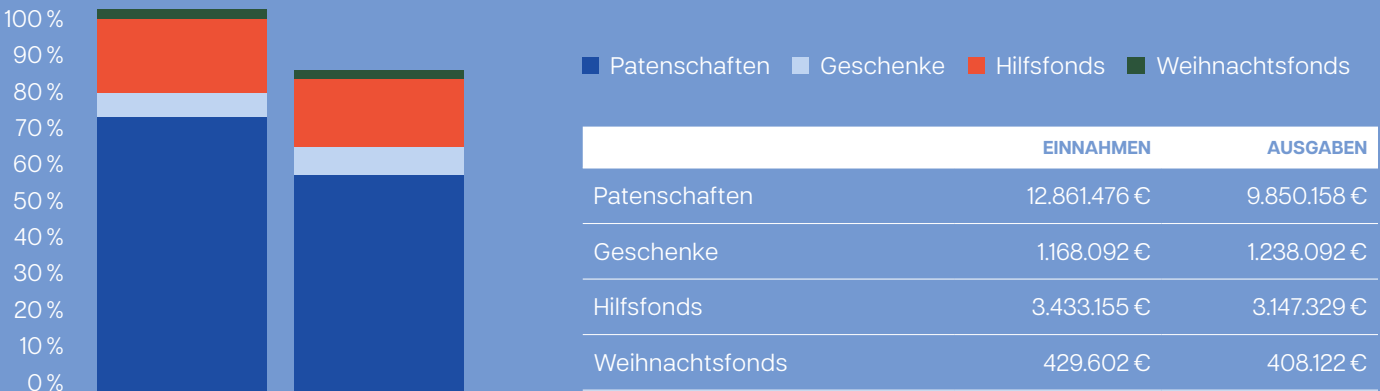 100 %
90 %
80 %
70 %
60 %
50 %
40 %
30 %
20 %
10 %
0 %
Patenschaften Geschenke Hilfsfonds Weihnachtsfonds
EINNAHMEN AUSGABEN
Patenschaften 12.861.476 € 9.850.158 €
Geschenke 1.168.092 € 1.238.092 €
Hilfsfonds 3.433.155 € 3.147.329 €
Weihnachtsfonds 429.602 € 408.122 €